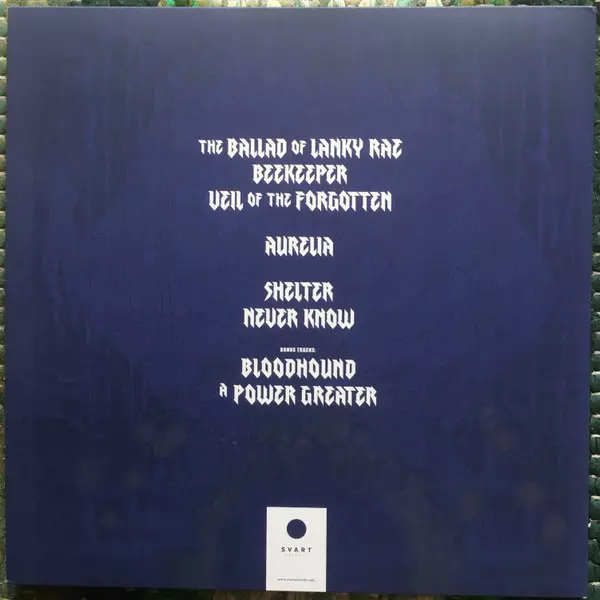 THE BALLAD OF LANKY RAE
BEEKEEPER
VEIL OF THE FORGOTTEN
AURELIA
SHELTER
NEVER KNOW
BONUS TRACKS:
BLOODHOUND
A POWER GREATER
SVART